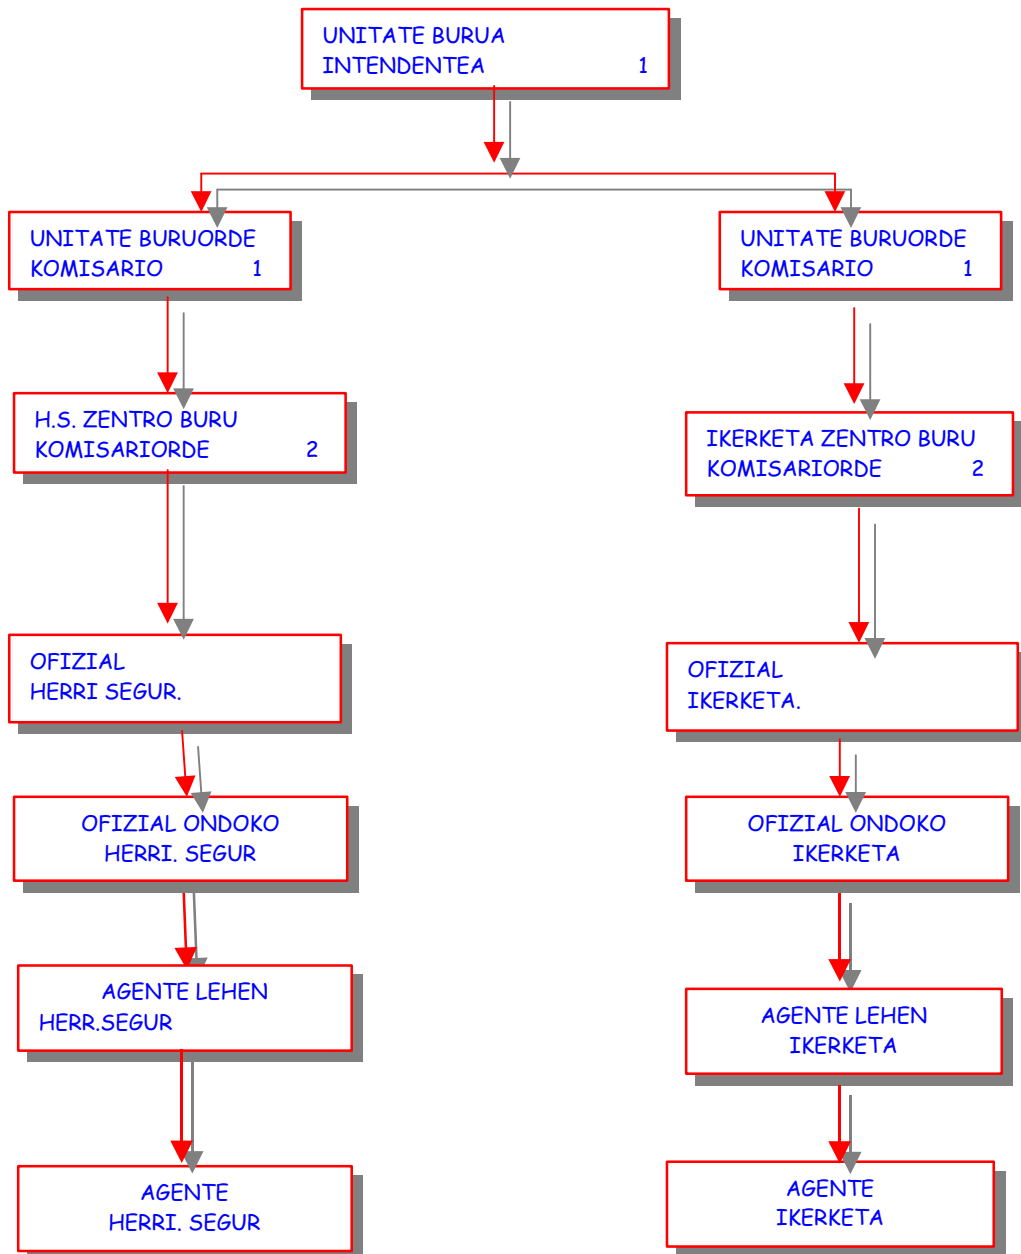 UNITATE BURUA
INTENDENTEA 1
UNITATE BURUORDE
KOMISARIO 1
UNITATE BURUORDE
KOMISARIO 1
H.S. ZENTRO BURU
KOMISARIORDE 2
IKERKETA ZENTRO BURU
KOMISARIORDE 2
OFIZIAL
HERRI SEGUR.
OFIZIAL
IKERKETA.
OFIZIAL ONDOKO
HERRI. SEGUR
OFIZIAL ONDOKO
IKERKETA
AGENTE LEHEN
HERR.SEGUR
AGENTE LEHEN
IKERKETA
AGENTE
HERRI. SEGUR
AGENTE
IKERKETA